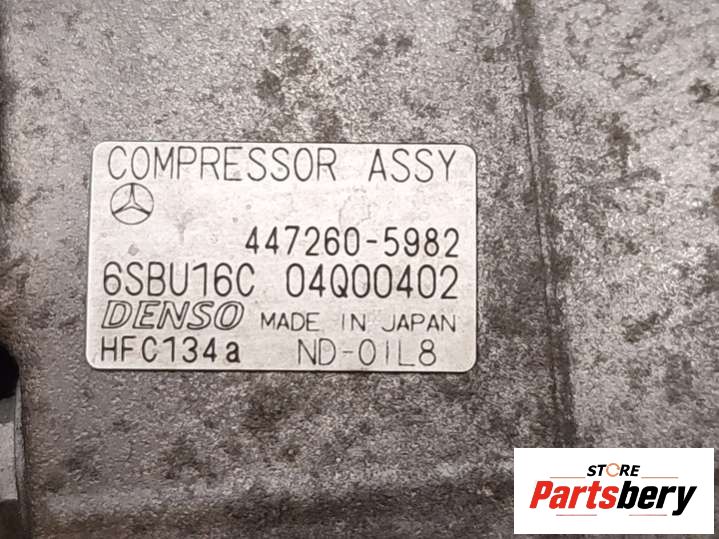 COMPRESSOR ASSY
447260-5982
6SBU16C 04Q00402
DENSO MADE IN JAPAN
HFC134a ND-OIL8
STORE
Partsbery